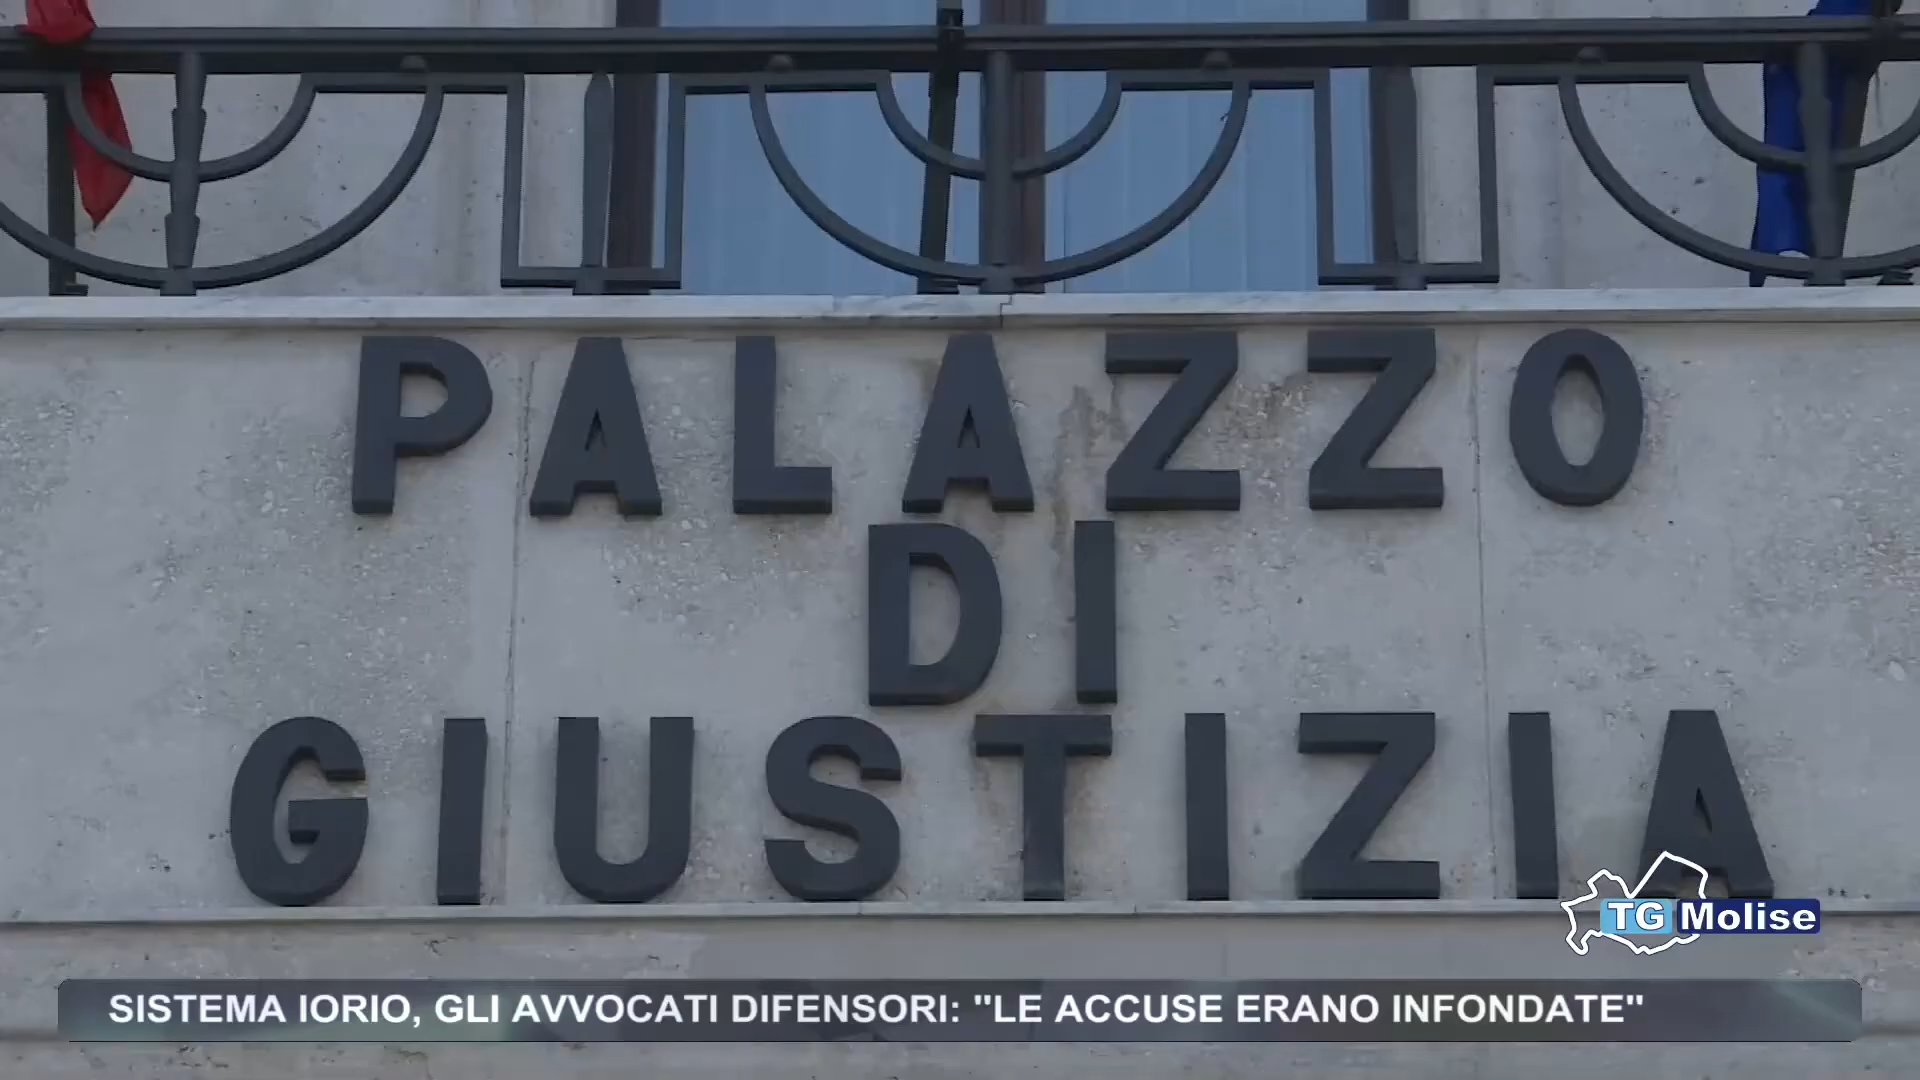 PALAZZO
DI
GIUSTIZIA
TG Molise
SISTEMA IORIO, GLI AVVOCATI DIFENSORI: "LE ACCUSE ERANO INFONDATE"